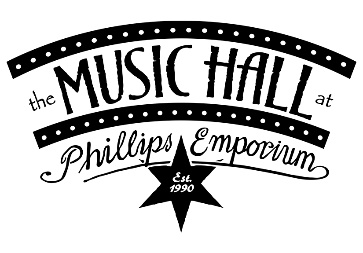 the MUSIC HALL at
Phillips Emporium
Est.
1990